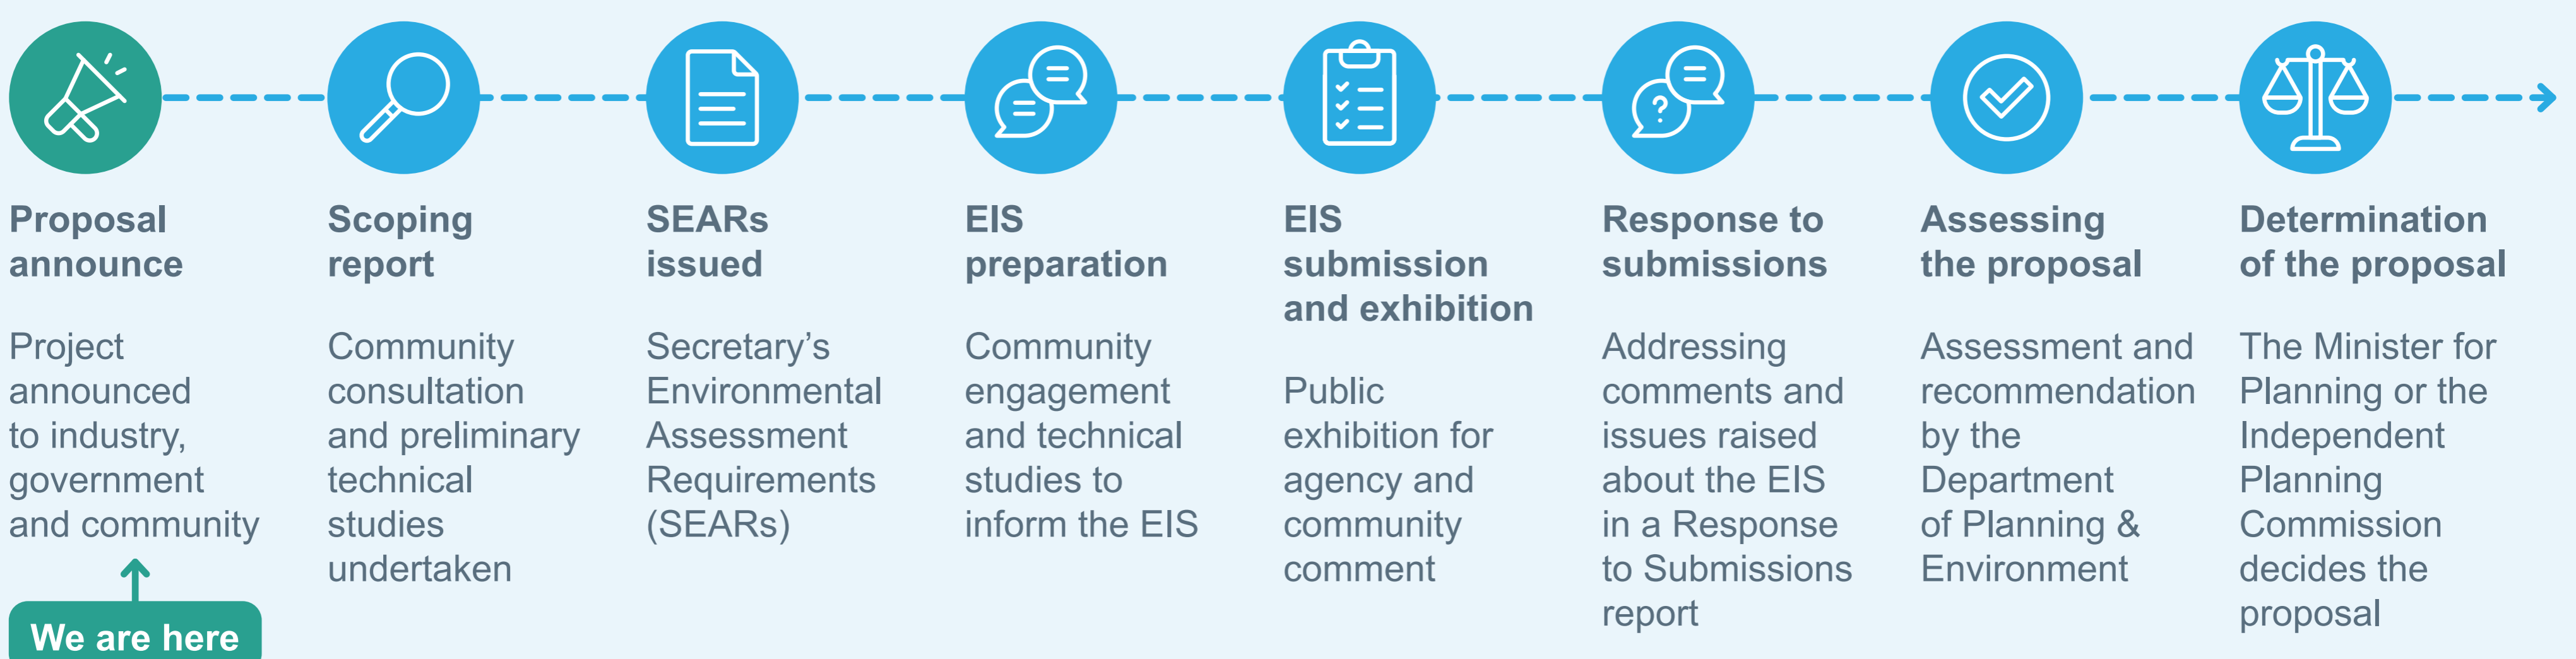 Proposal
announce
Project
announced
to industry,
government
and community
We are here
Scoping
report
Community
consultation
and preliminary
technical
studies
undertaken
SEARs
issued
Secretary’s
Environmental
Assessment
Requirements
(SEARs)
EIS
preparation
Community
engagement
and technical
studies to
inform the EIS
EIS
submission
and exhibition
Public
exhibition for
agency and
community
comment
Response to
submissions
Addressing
comments and
issues raised
about the EIS
in a Response
to Submissions
report
Assessing
the proposal
Assessment and
recommendation
by the
Department
of Planning &
Environment
Determination
of the proposal
The Minister for
Planning or the
Independent
Planning
Commission
decides the
proposal